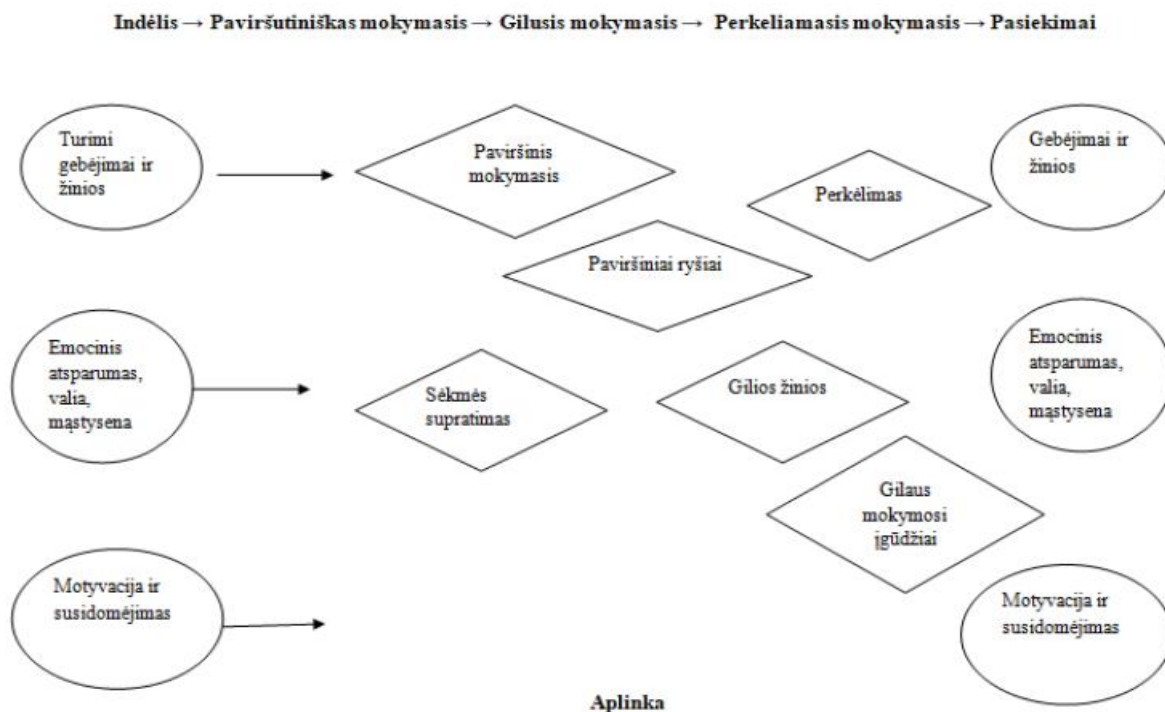 Indėlis → Paviršutiniškas mokymasis → Gilusis mokymasis → Perkeliamasis mokymasis → Pasiekimai
Turimi
gebėjimai ir
žinios
Paviršinis
mokymasis
Perkėlimas
Gebėjimai ir
žinios
Paviršiniai ryšiai
Emocinis
atsparumas,
valia,
mąstysena
Sėkmės
supratimas
Gilios žinios
Emocinis
atsparumas,
valia,
mąstysena
Gilaus
mokymosi
įgūdžiai
Motyvacija ir
susidomėjimas
Motyvacija ir
susidomėjimas
Aplinka